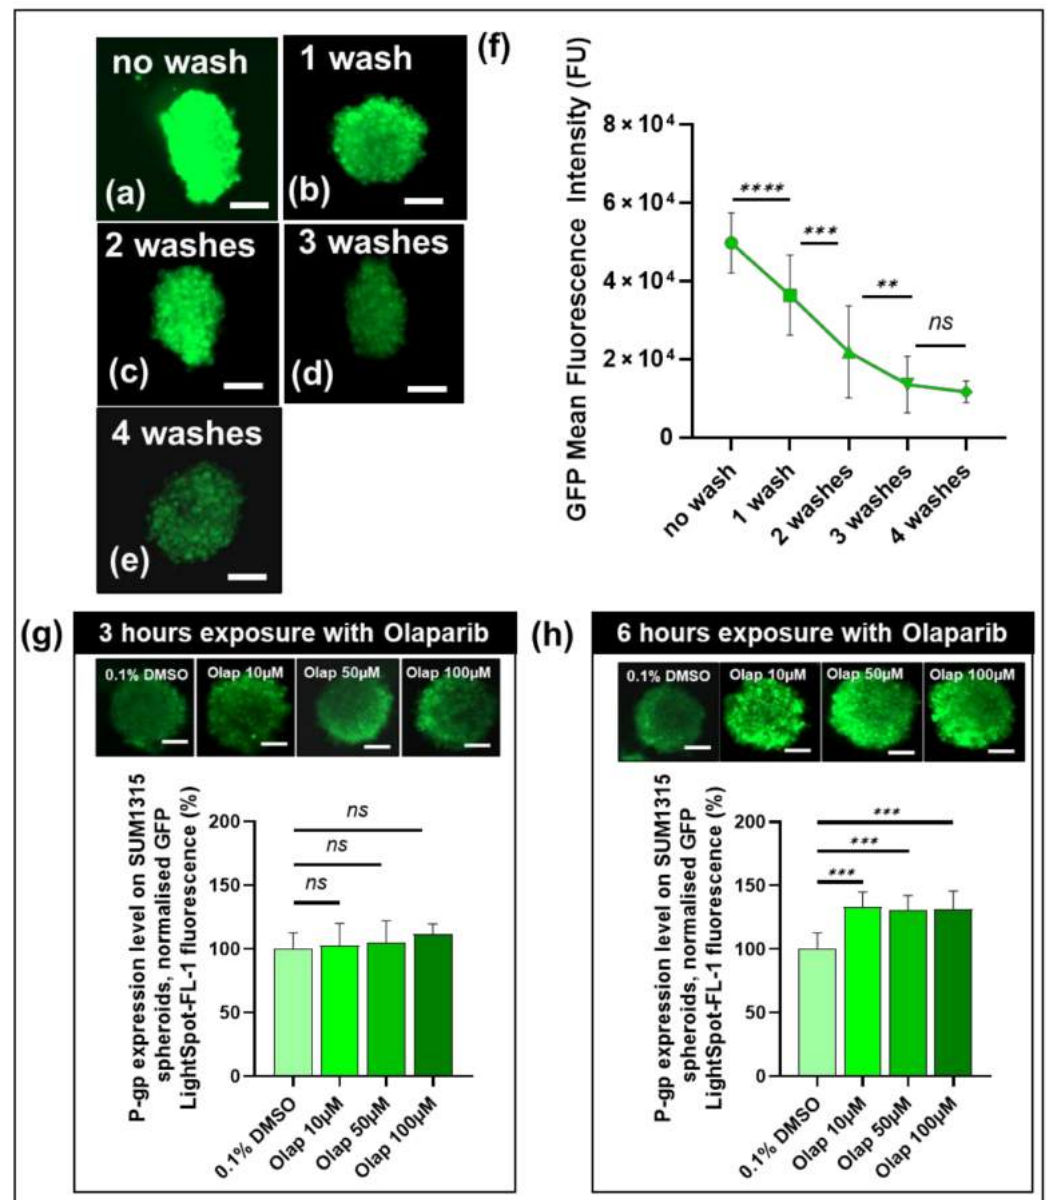 no wash
(a)
1 wash
(b)
2 washes
(c)
3 washes
(d)
4 washes
(e)
(f)
GFP Mean Fluorescence Intensity (FU)
8 × 10⁴
6 × 10⁴
4 × 10⁴
2 × 10⁴
0
****
***
**
ns
no wash
1 wash
2 washes
3 washes
4 washes
(g)
3 hours exposure with Olaparib
0.1% DMSO
Olap 10µM
Olap 50µM
Olap 100µM
P-gp expression level on SUM1315
spheroids, normalised GFP
LightSpot-FL-1 fluorescence (%)
200
150
100
50
0
ns
ns
ns
0.1% DMSO
Olap 10µM
Olap 50µM
Olap 100µM
(h)
6 hours exposure with Olaparib
0.1% DMSO
Olap 10µM
Olap 50µM
Olap 100µM
P-gp expression level on SUM1315
spheroids, normalised GFP
LightSpot-FL-1 fluorescence (%)
200
150
100
50
0
***
***
***
0.1% DMSO
Olap 10µM
Olap 50µM
Olap 100µM